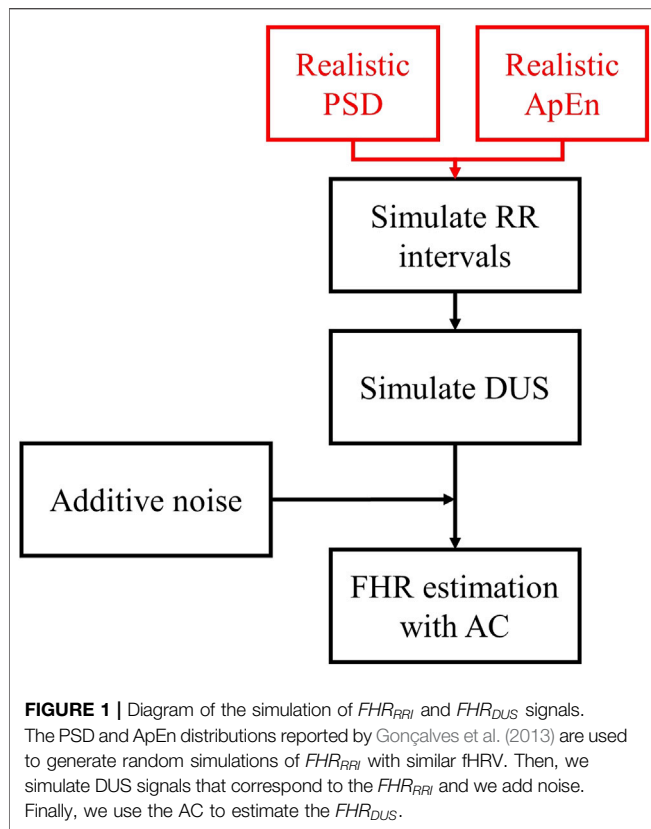 Realistic
PSD
Realistic
ApEn
Simulate RR
intervals
Simulate DUS
Additive noise
FHR estimation
with AC
FIGURE 1 | Diagram of the simulation of FHRRRI and FHRDUS signals.
The PSD and ApEn distributions reported by Gonçalves et al. (2013) are used
to generate random simulations of FHRRRI with similar fHRV. Then, we
simulate DUS signals that correspond to the FHRRRI and we add noise.
Finally, we use the AC to estimate the FHRDUS.